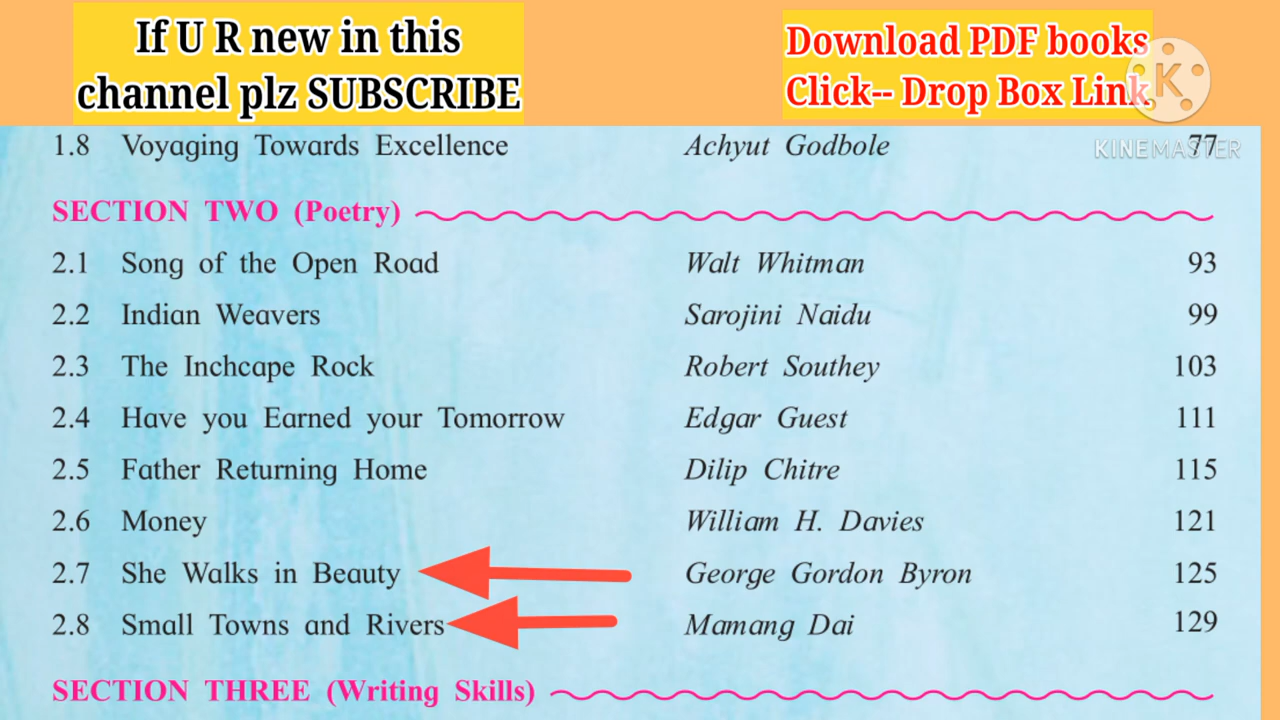 If U R new in this
channel plz SUBSCRIBE
Download PDF books
Click-- Drop Box Link
K
KINEMASTER
1.8 Voyaging Towards Excellence Achyut Godbole 77
SECTION TWO (Poetry)
2.1 Song of the Open Road Walt Whitman 93
2.2 Indian Weavers Sarojini Naidu 99
2.3 The Inchcape Rock Robert Southey 103
2.4 Have you Earned your Tomorrow Edgar Guest 111
2.5 Father Returning Home Dilip Chitre 115
2.6 Money William H. Davies 121
2.7 She Walks in Beauty George Gordon Byron 125
2.8 Small Towns and Rivers Mamang Dai 129
SECTION THREE (Writing Skills)